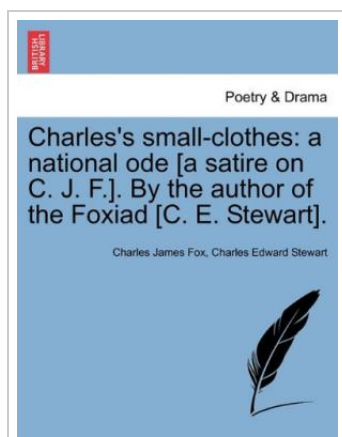 BRITISH
LIBRARY
Poetry & Drama
Charles's small-clothes: a
national ode [a satire on
C. J. F.]. By the author of
the Foxiad [C. E. Stewart].
Charles James Fox, Charles Edward Stewart